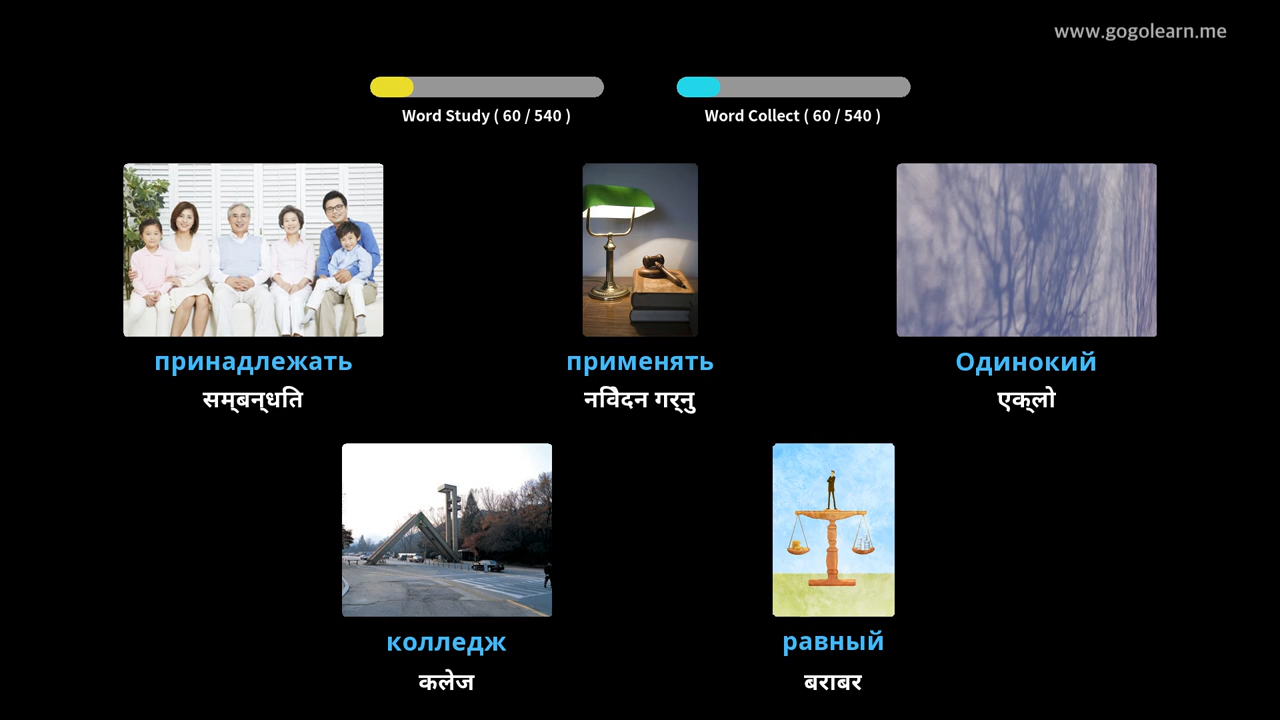 www.gogolearn.me
Word Study ( 60 / 540 )
Word Collect ( 60 / 540 )
принадлежать
सम्बन्धति
применять
निवेदन गर्नु
Одинокий
एक्लो
колледж
कलेज
равный
बराबर